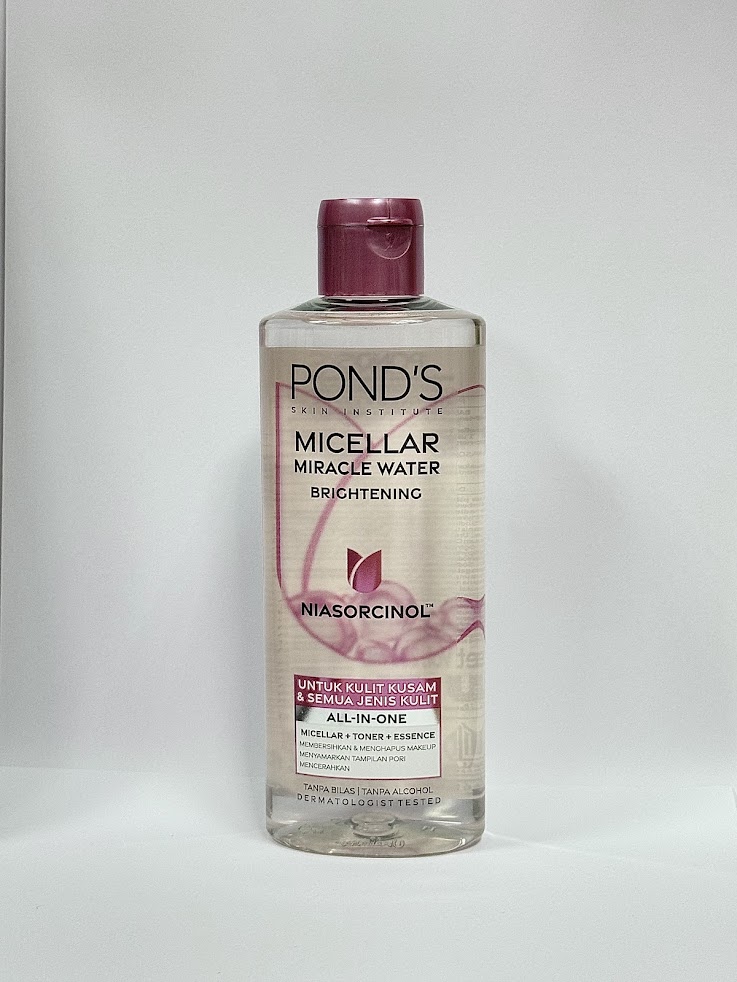 POND'S
SKIN INSTITUTE
MICELLAR
MIRACLE WATER
BRIGHTENING
NIASORCINOL™
UNTUK KULIT KUSAM
& SEMUA JENIS KULIT
ALL-IN-ONE
MICELLAR + TONER + ESSENCE
MEMBERSIHKAN & MENGHAPUS MAKEUP
MENYAMARKAN TAMPILAN PORI
MENCERAHKAN
TANPA BILAS | TANPA ALCOHOL
DERMATOLOGIST TESTED